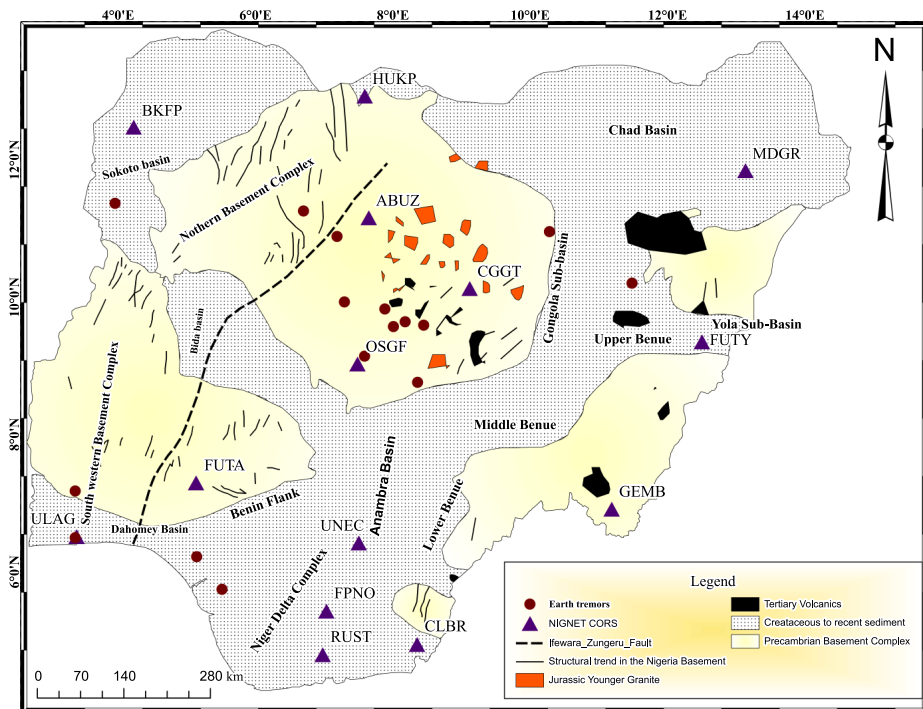 4°0'E 6°0'E 8°0'E 10°0'E 12°0'E 14°0'E
N
HUKP
BKFP
Chad Basin
MDGR
Sokoto basin
12°0'N
Nothern Basement Complex
ABUZ
CGGT
Gongola Sub-basin
10°0'N
Bida basin
Yola Sub-Basin
Upper Benue
FUTY
OSGF
South western Basement Complex
8°0'N
Middle Benue
FUTA
Benin Flank
Anambra Basin
GEMB
ULAG
Dahomey Basin
UNEC
Lower Benue
6°0'N
Niger Delta Complex
FPNO
CLBR
RUST
0 70 140 280 km
Legend
Earth tremors
NIGNET CORS
Ifewara_Zungeru_Fault
Structural trend in the Nigeria Basement
Jurassic Younger Granite
Tertiary Volcanics
Creataceous to recent sediment
Precambrian Basement Complex